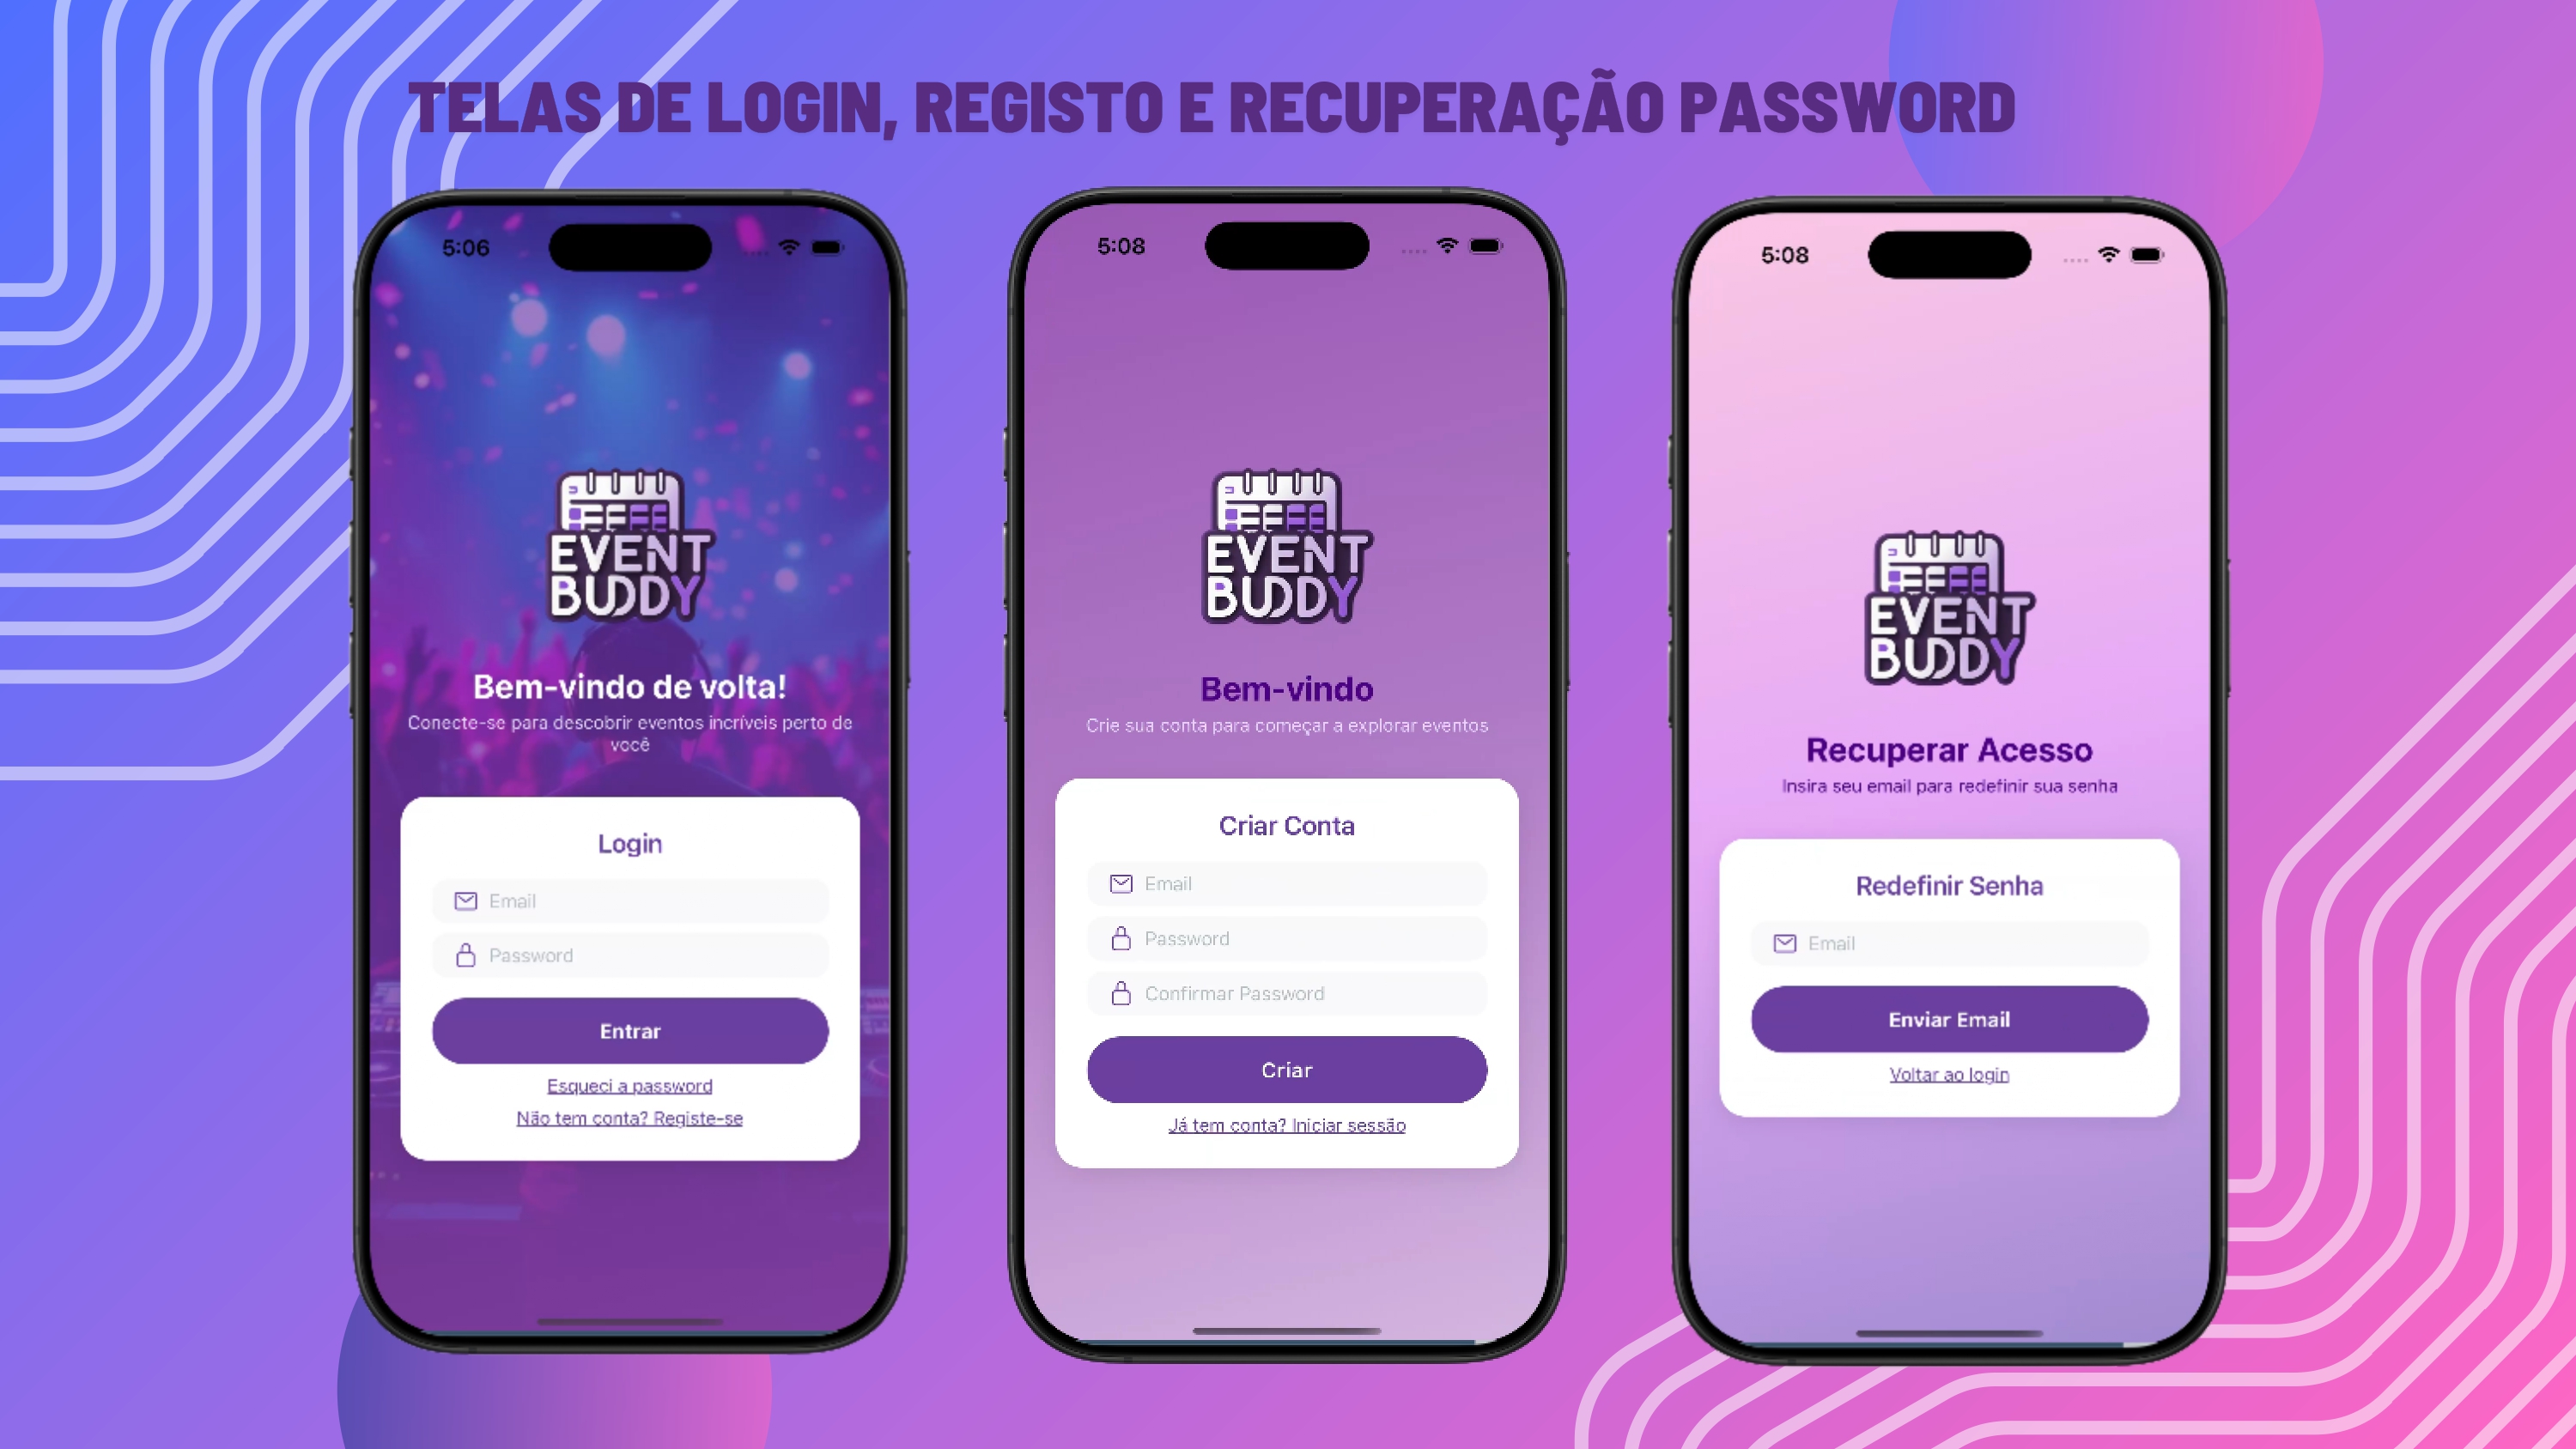 TELAS DE LOGIN, REGISTO E RECUPERAÇÃO PASSWORD
5:06
EVENT
BUDDY
Bem-vindo de volta!
Conecte-se para descobrir eventos incríveis perto de
você
Login
Email
Password
Entrar
Esqueci a password
Não tem conta? Registe-se
5:08
EVENT
BUDDY
Bem-vindo
Crie sua conta para começar a explorar eventos
Criar Conta
Email
Password
Confirmar Password
Criar
Já tem conta? Iniciar sessão
5:08
EVENT
BUDDY
Recuperar Acesso
Insira seu email para redefinir sua senha
Redefinir Senha
Email
Enviar Email
Voltar ao login